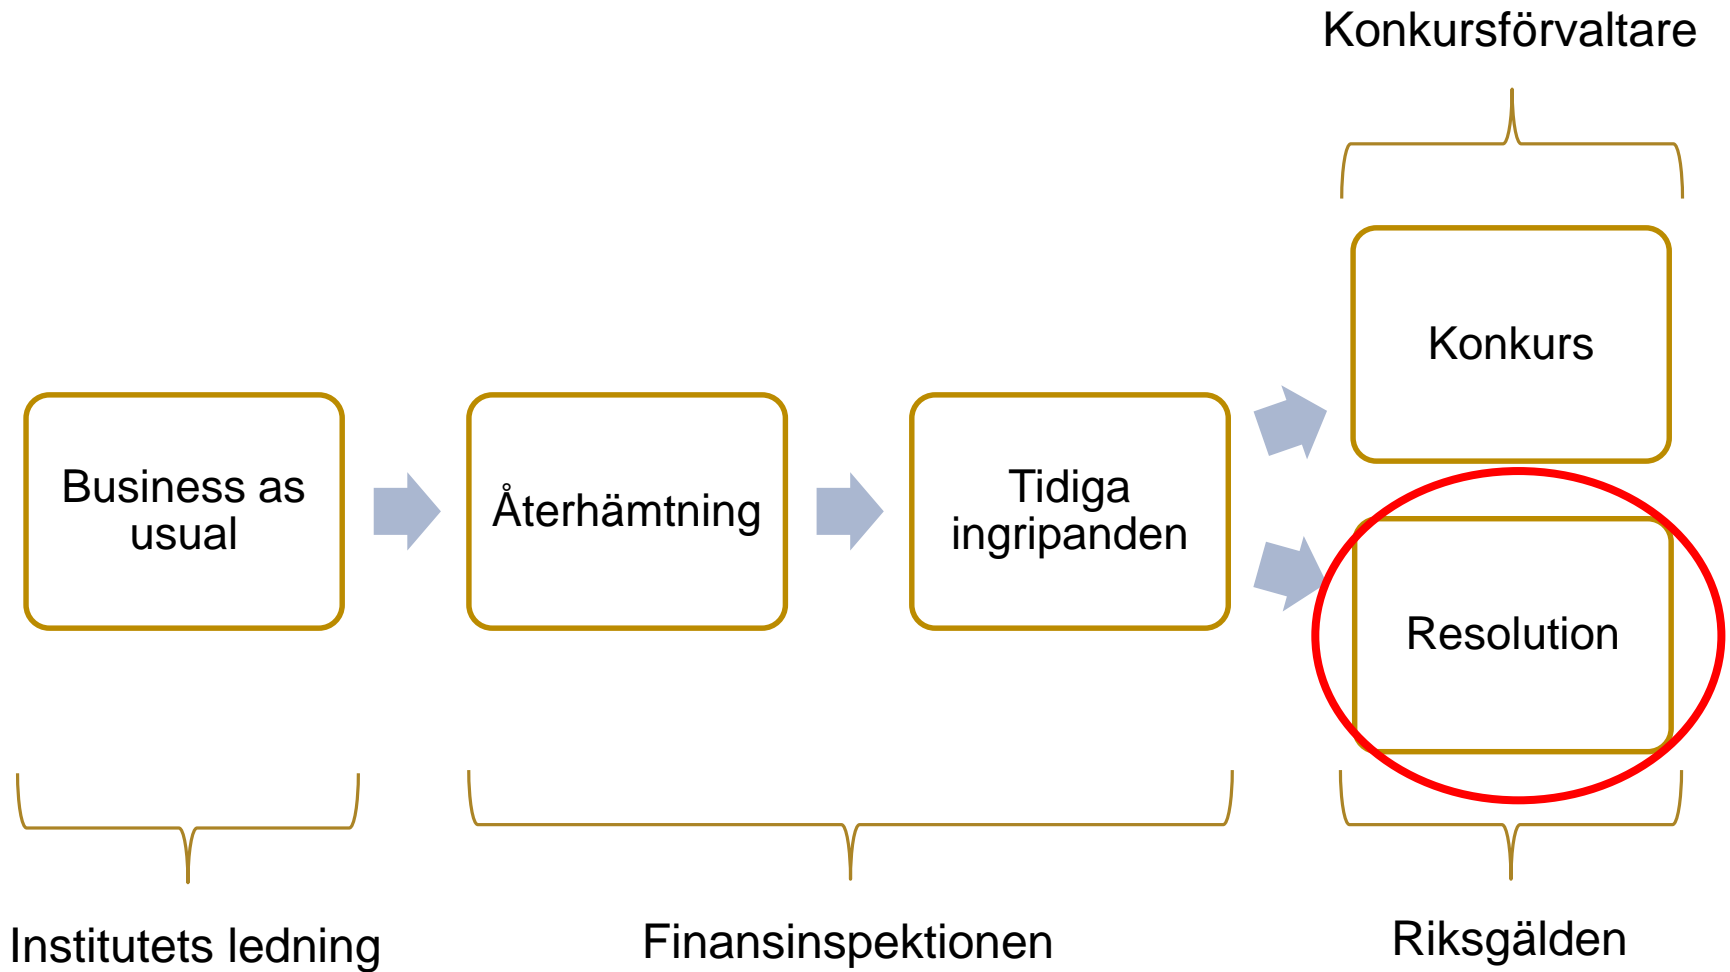 Konkursförvaltare
Konkurs
Business as
usual
Återhämtning
Tidiga
ingripanden
Resolution
Institutets ledning
Finansinspektionen
Riksgälden